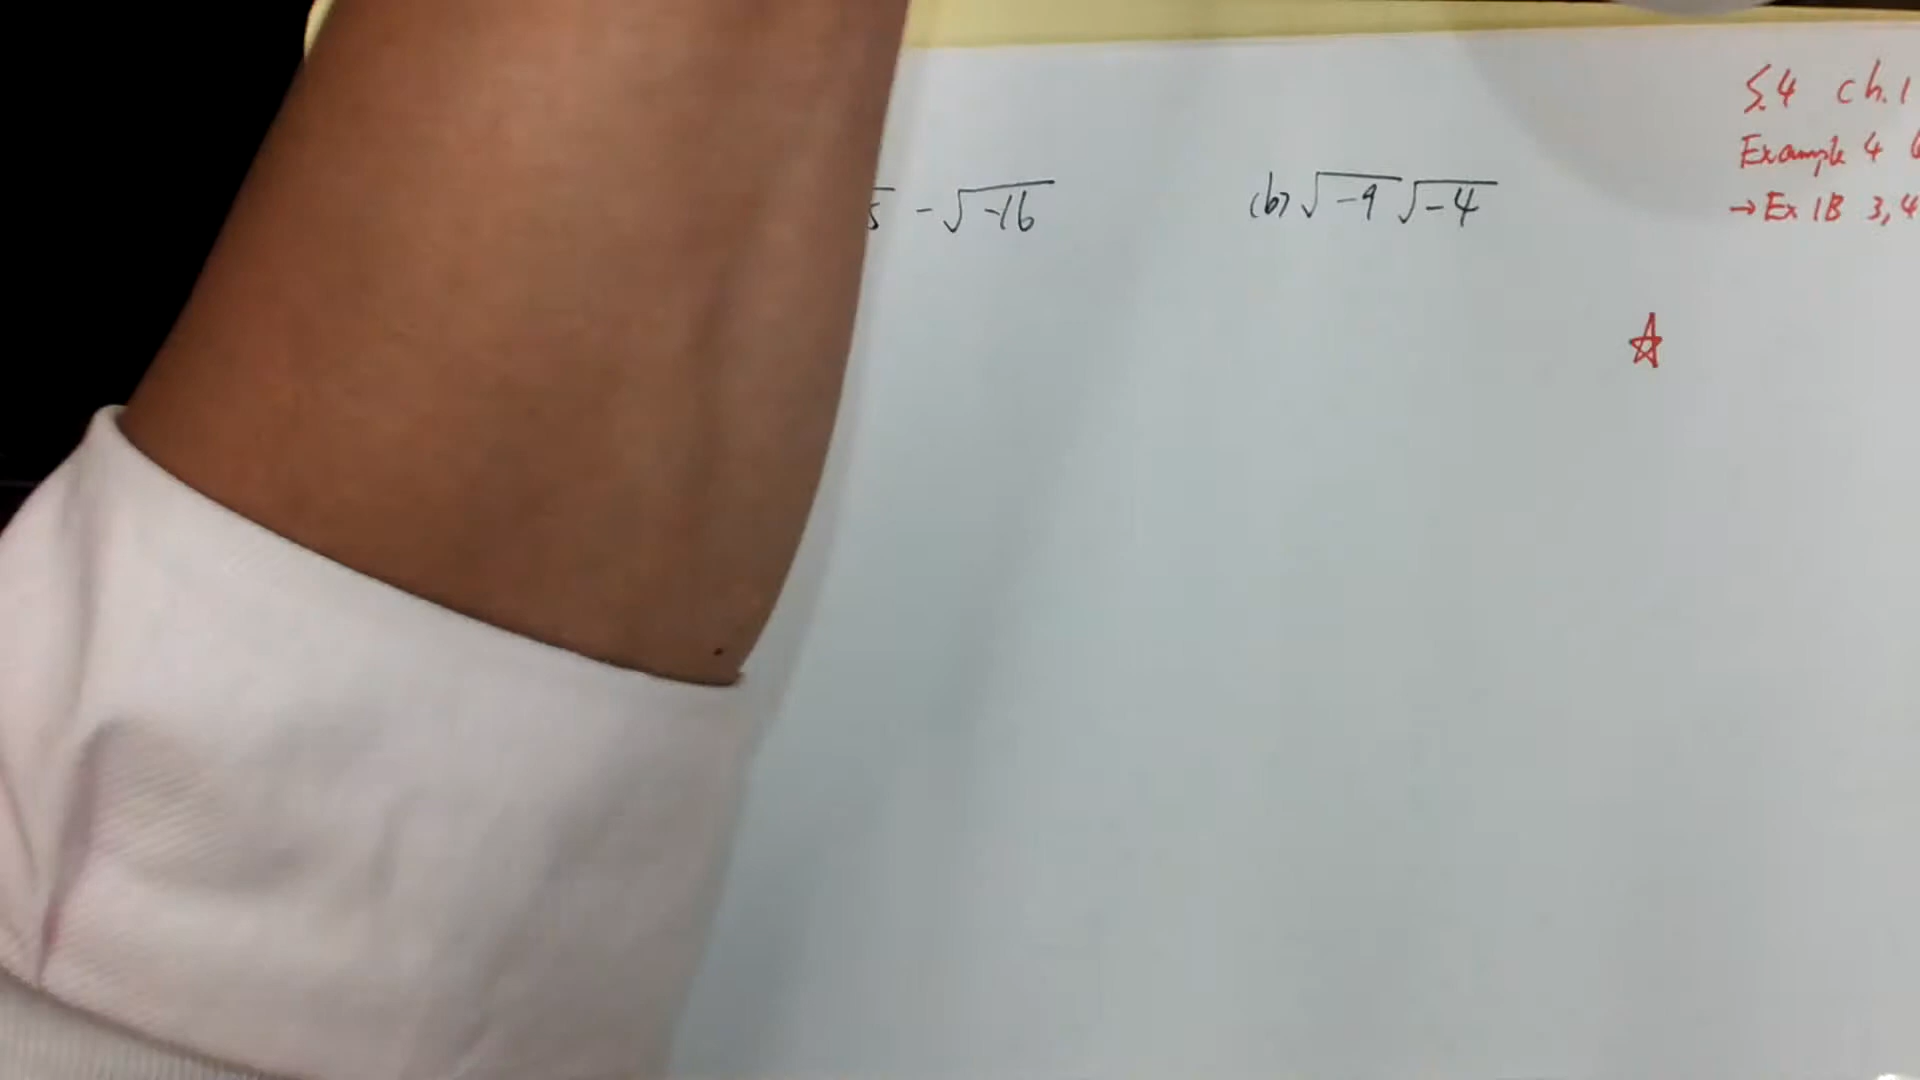 S.4 ch.1
Example 4
→ Ex 1B 3,4
5 - √-16 (b) √-9 √-4